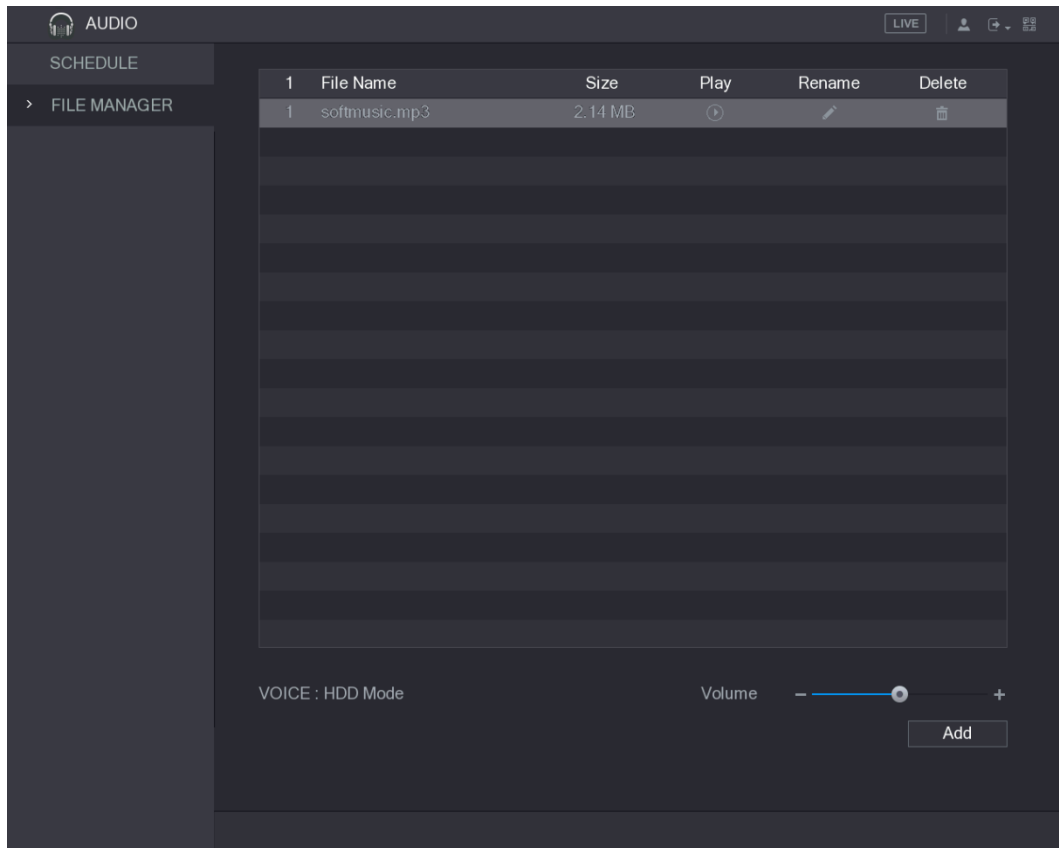 AUDIO LIVE
SCHEDULE
FILE MANAGER
1 File Name Size Play Rename Delete
1 softmusic.mp3 2.14 MB
VOICE : HDD Mode Volume
Add